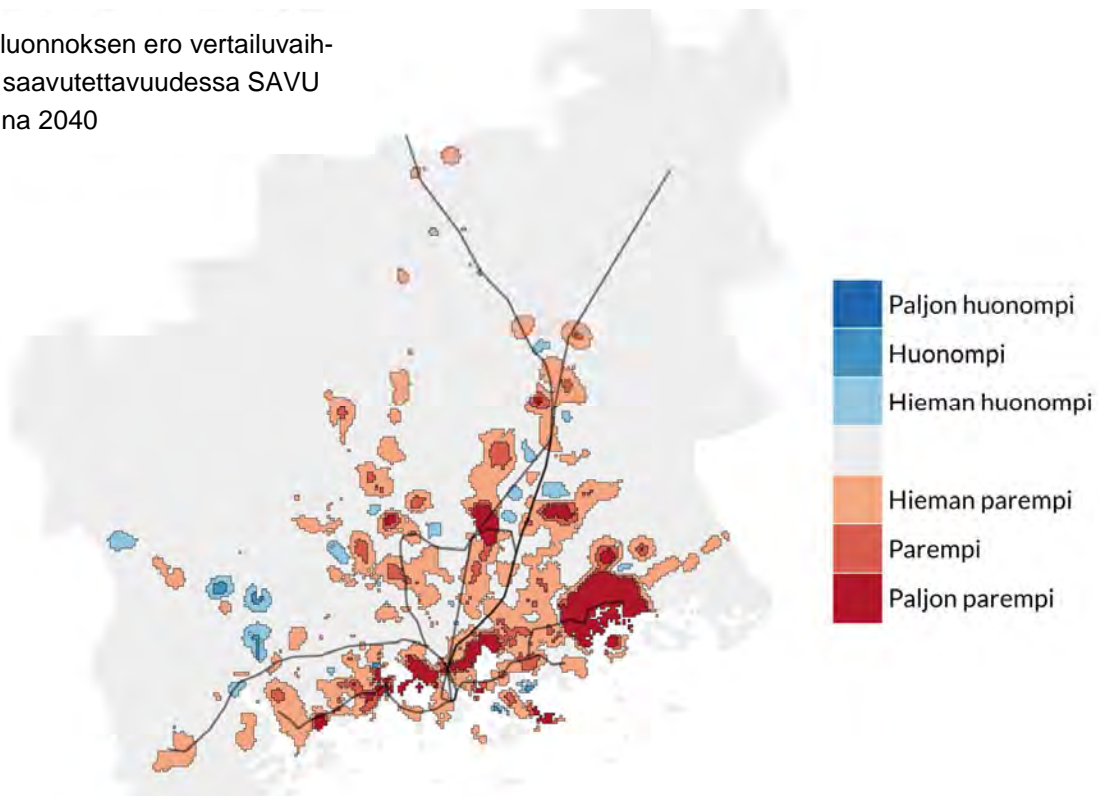 luonnoksen ero vertailuvaih-
saavutettavuudessa SAVU
na 2040
Paljon huonompi
Huonompi
Hieman huonompi
Hieman parempi
Parempi
Paljon parempi